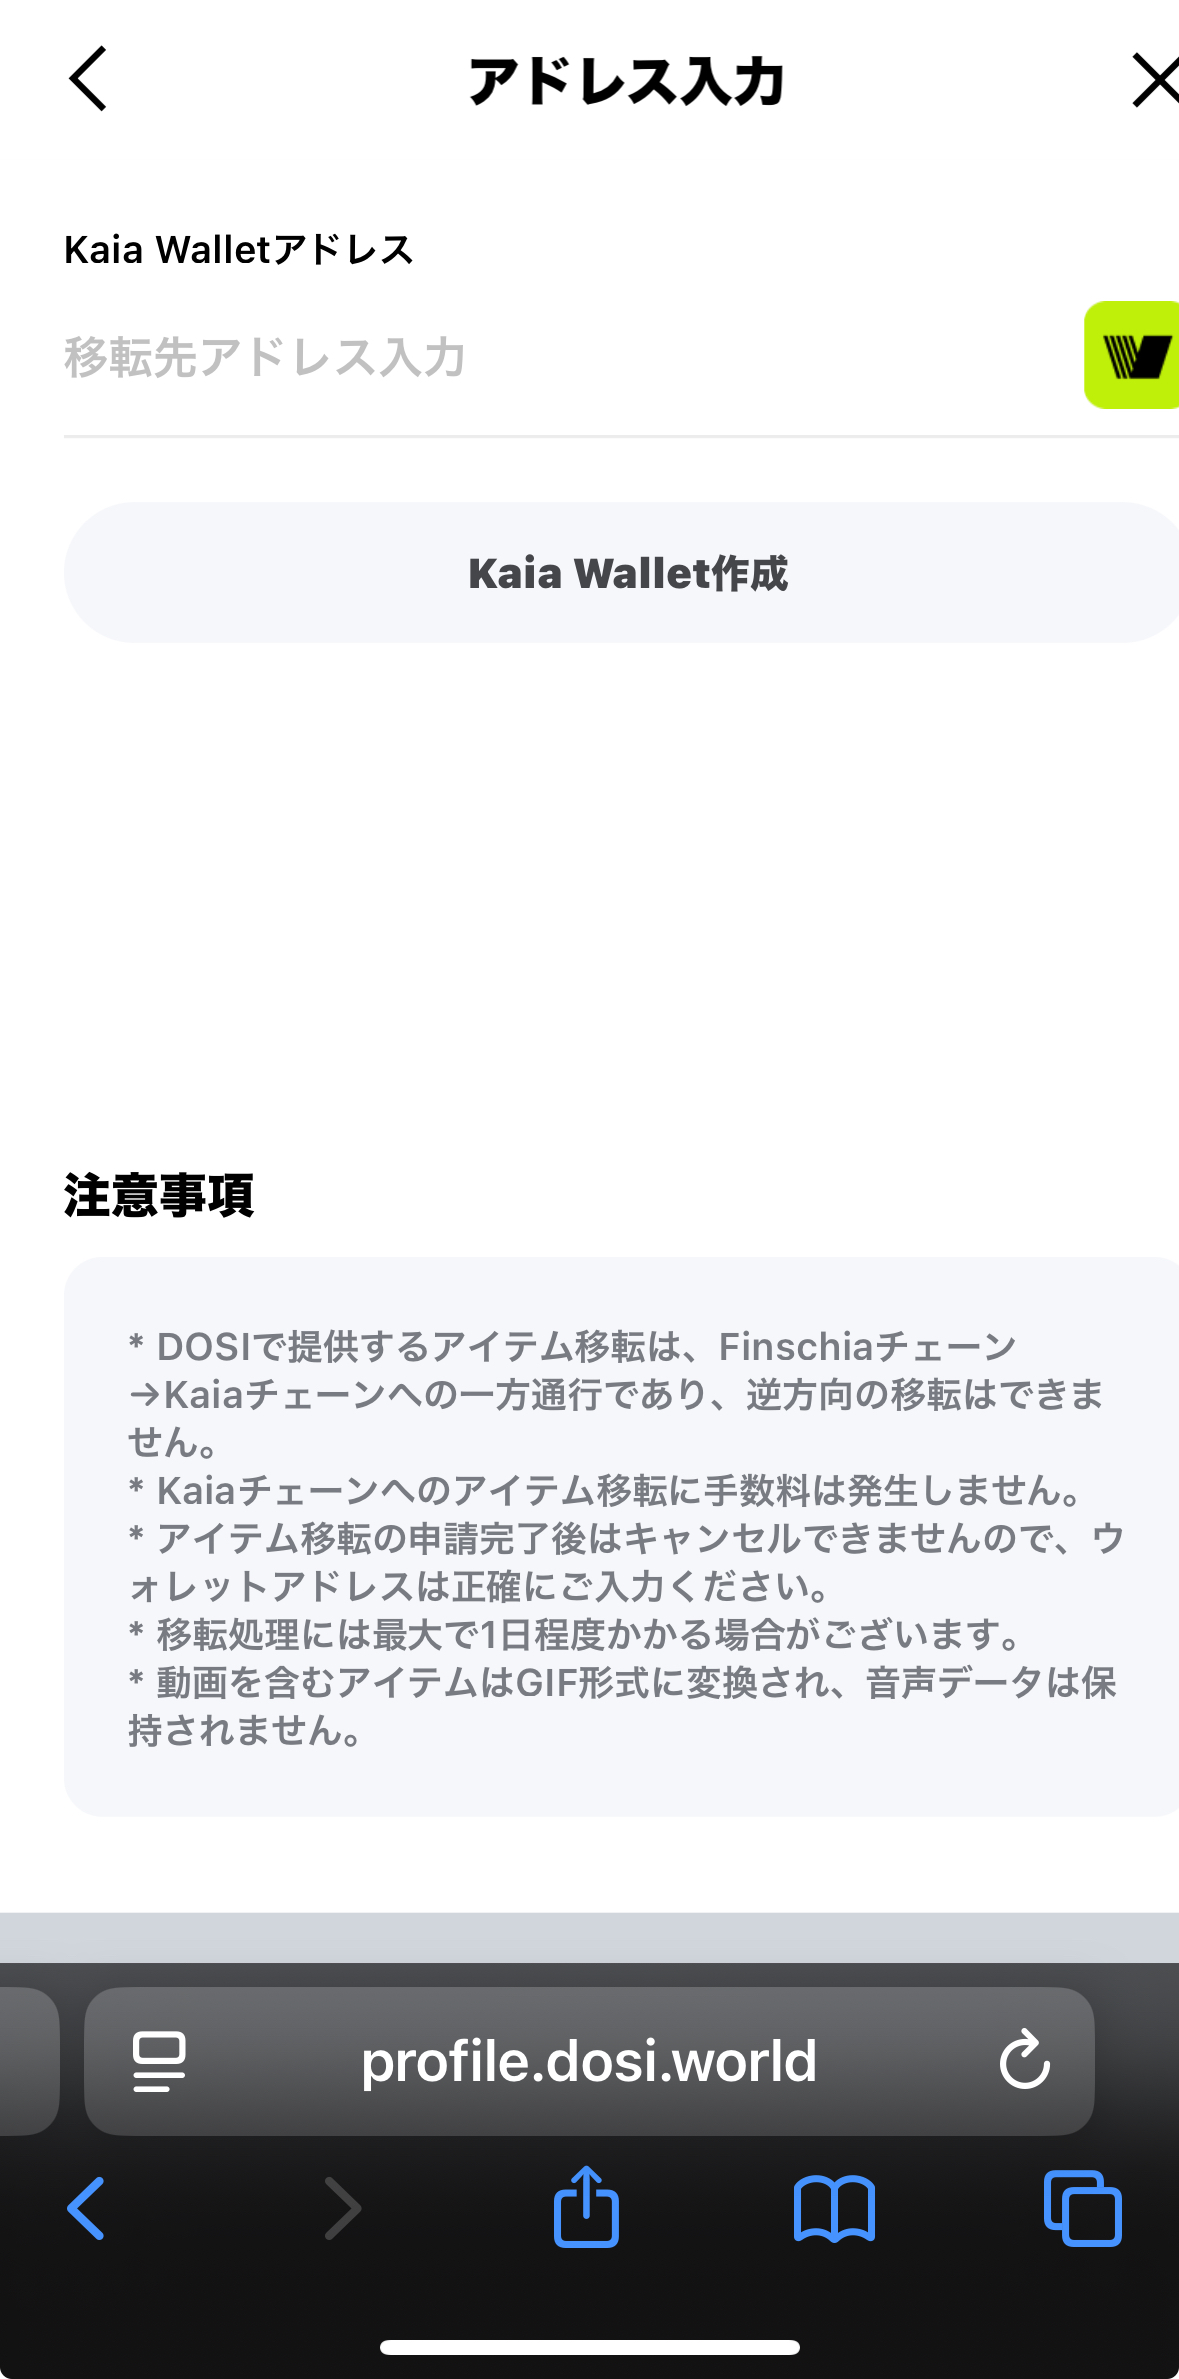 アドレス入力
Kaia Walletアドレス
移転先アドレス入力
Kaia Wallet作成
注意事項
* DOSIで提供するアイテム移転は、Finschiaチェーン
→Kaiaチェーンへの一方通行であり、逆方向の移転はできま
せん。
* Kaiaチェーンへのアイテム移転に手数料は発生しません。
* アイテム移転の申請完了後はキャンセルできませんので、ウ
ォレットアドレスは正確にご入力ください。
* 移転処理には最大で1日程度かかる場合がございます。
* 動画を含むアイテムはGIF形式に変換され、音声データは保
持されません。
profile.dosi.world